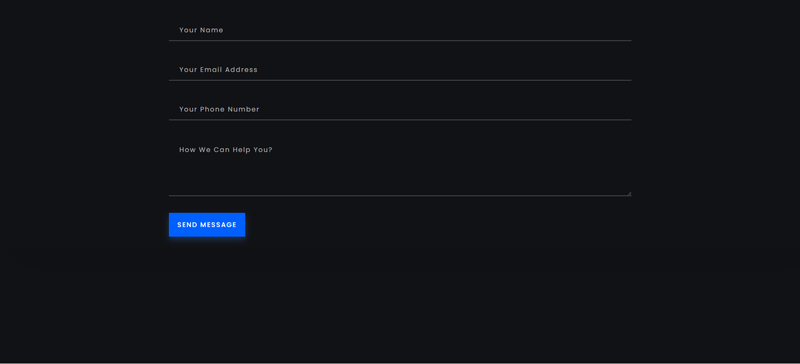 Your Name
Your Email Address
Your Phone Number
How We Can Help You?
SEND MESSAGE